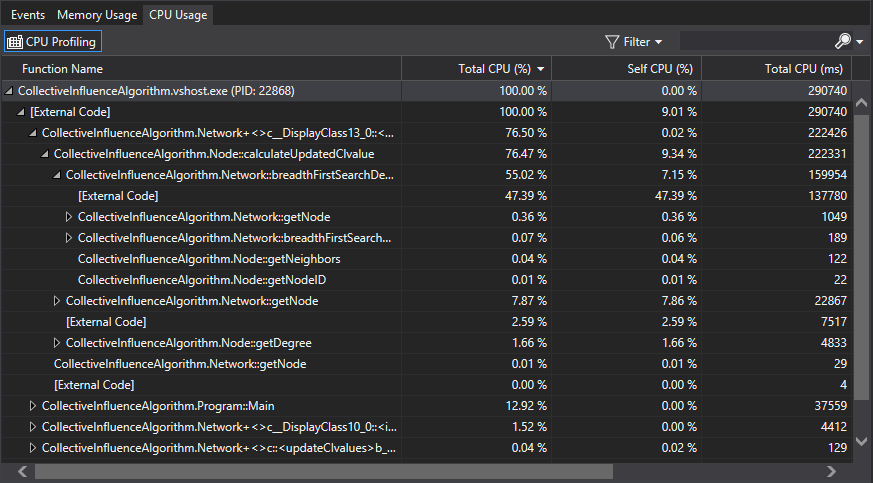 Events Memory Usage CPU Usage
CPU Profiling Filter
Function Name Total CPU (%) Self CPU (%) Total CPU (ms)
CollectiveInfluenceAlgorithm.vshost.exe (PID: 22868) 100.00 % 0.00 % 290740
[External Code] 100.00 % 9.01 % 290740
CollectiveInfluenceAlgorithm.Network+<>c__DisplayClass13_0::<... 76.50 % 0.02 % 222426
CollectiveInfluenceAlgorithm.Node::calculateUpdatedCIvalue 76.47 % 9.34 % 222331
CollectiveInfluenceAlgorithm.Network::breadthFirstSearchDe... 55.02 % 7.15 % 159954
[External Code] 47.39 % 47.39 % 137780
CollectiveInfluenceAlgorithm.Network::getNode 0.36 % 0.36 % 1049
CollectiveInfluenceAlgorithm.Network::breadthFirstSearch... 0.07 % 0.06 % 189
CollectiveInfluenceAlgorithm.Node::getNeighbors 0.04 % 0.04 % 122
CollectiveInfluenceAlgorithm.Node::getNodeID 0.01 % 0.01 % 22
CollectiveInfluenceAlgorithm.Network::getNode 7.87 % 7.86 % 22867
[External Code] 2.59 % 2.59 % 7517
CollectiveInfluenceAlgorithm.Node::getDegree 1.66 % 1.66 % 4833
CollectiveInfluenceAlgorithm.Network::getNode 0.01 % 0.01 % 29
[External Code] 0.00 % 0.00 % 4
CollectiveInfluenceAlgorithm.Program::Main 12.92 % 0.00 % 37559
CollectiveInfluenceAlgorithm.Network+<>c__DisplayClass10_0::<i... 1.52 % 0.00 % 4412
CollectiveInfluenceAlgorithm.Network+<>c::<updateCIvalues>b_... 0.04 % 0.02 % 129